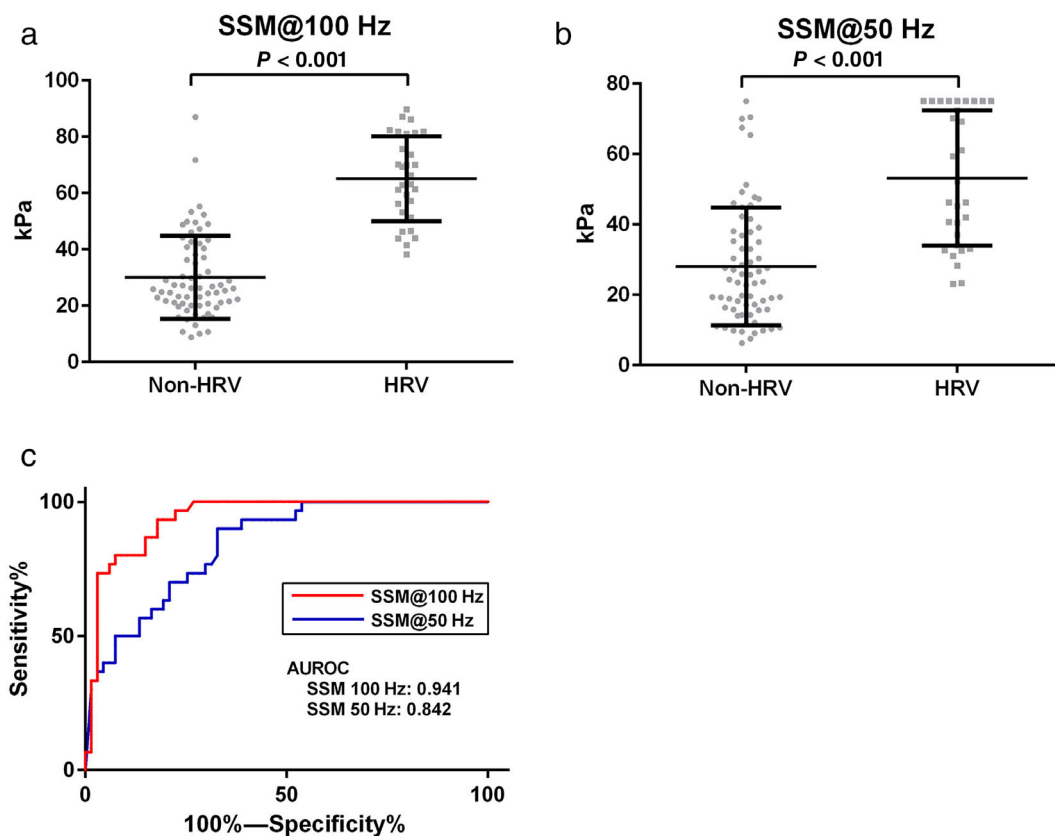 a
SSM@100 Hz
P < 0.001
100
80
60
40
20
0
kPa
Non-HRV
HRV
b
SSM@50 Hz
P < 0.001
80
60
40
20
0
kPa
Non-HRV
HRV
c
100
50
0
Sensitivity%
SSM@100 Hz
SSM@50 Hz
AUROC
SSM 100 Hz: 0.941
SSM 50 Hz: 0.842
0
50
100
100%—Specificity%